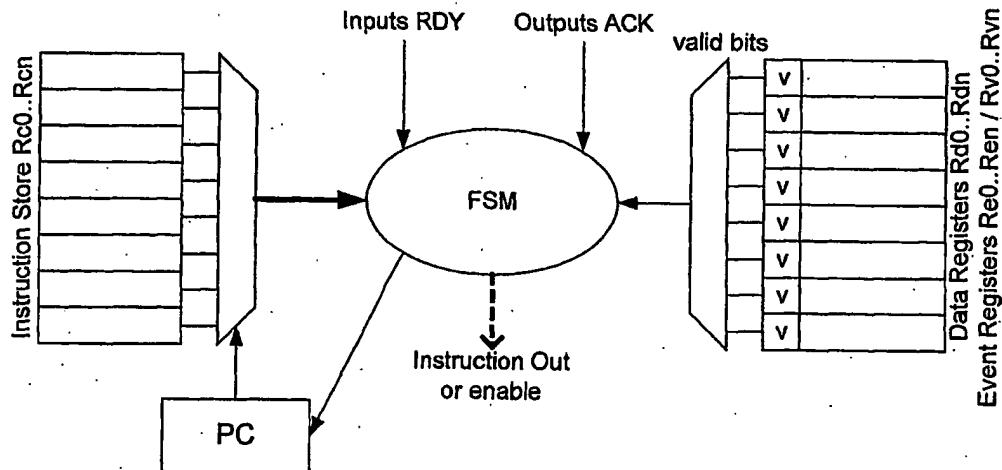 Inputs RDY
Outputs ACK
valid bits
Instruction Store Rc0..Rcn
FSM
v
v
v
v
v
v
v
v
Data Registers Rd0..Rdn
Event Registers Re0..Ren / Rv0..Rvn
Instruction Out
or enable
PC